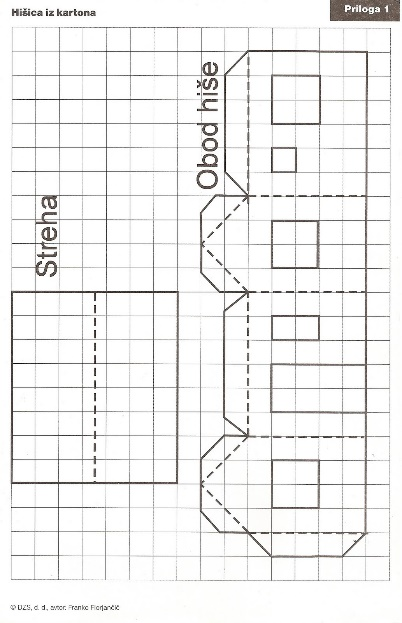 Hišica iz kartona
Priloga 1
Obod hiše
Streha
© DZS, d. d., avtor: Franko Florjančič